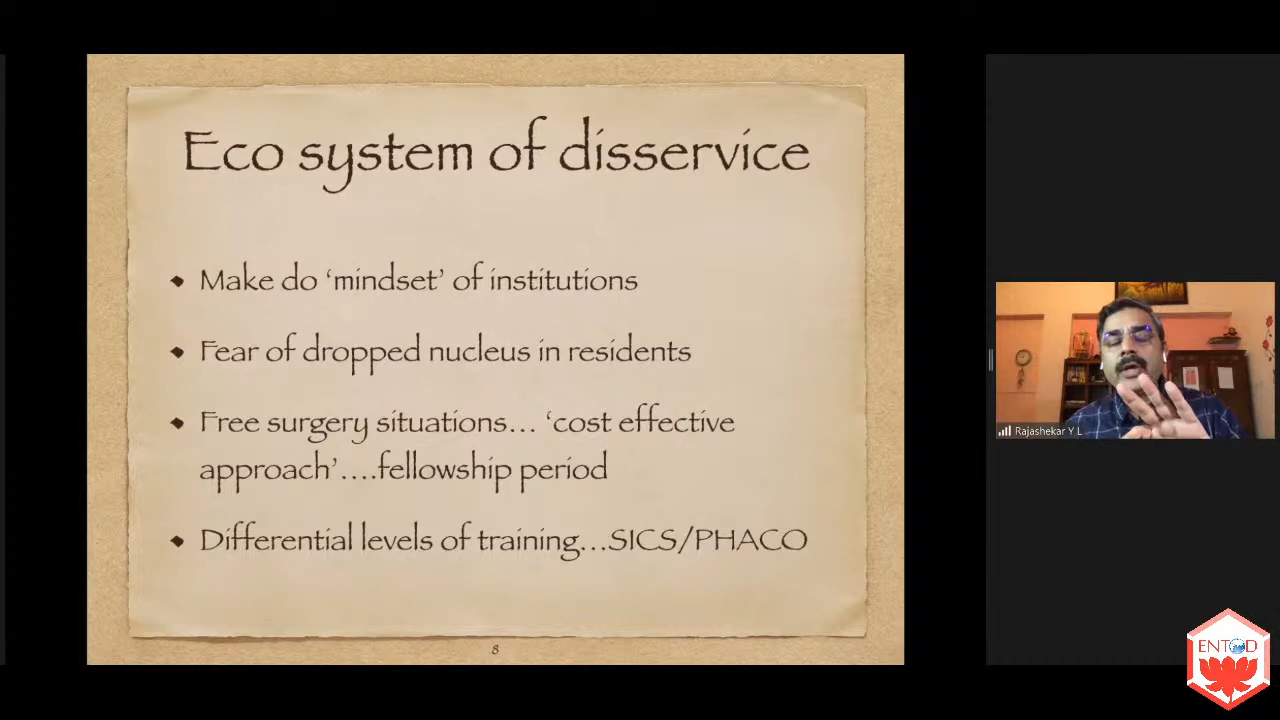 Eco system of disservice
Make do ‘mindset’ of institutions
Fear of dropped nucleus in residents
Free surgery situations… ‘cost effective
approach’….fellowship period
Differential levels of training…SICS/PHACO
8
Rajashekar Y L
ENTOD